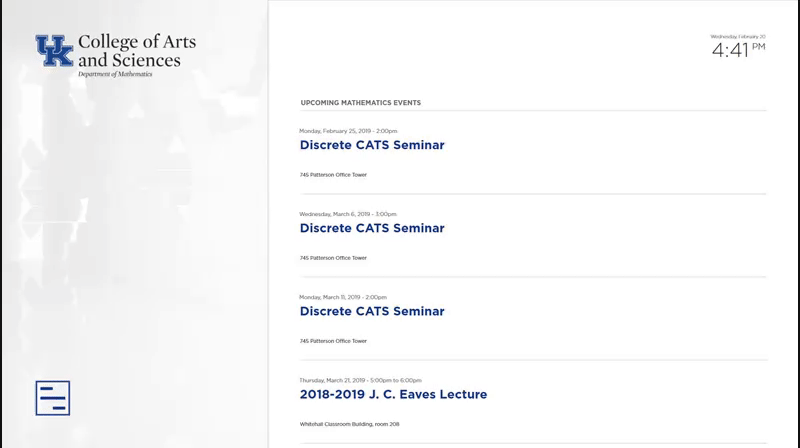 UK
College of Arts
and Sciences
Department of Mathematics
Wednesday, February 20
4:41 PM
UPCOMING MATHEMATICS EVENTS
Monday, February 25, 2019 - 2:00pm
Discrete CATS Seminar
745 Patterson Office Tower
Wednesday, March 6, 2019 - 3:00pm
Discrete CATS Seminar
745 Patterson Office Tower
Monday, March 11, 2019 - 2:00pm
Discrete CATS Seminar
745 Patterson Office Tower
Thursday, March 21, 2019 - 5:00pm to 6:00pm
2018-2019 J. C. Eaves Lecture
Whitehall Classroom Building, room 208